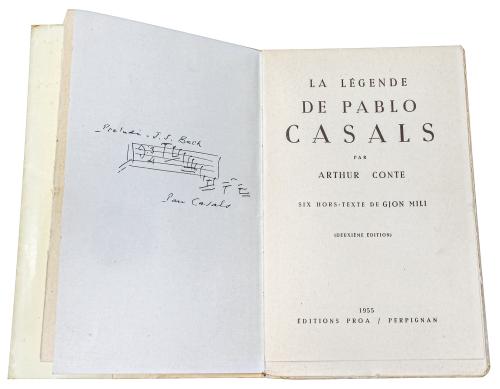 Prelude - J. S. Bach
Pau Casals
LA LÉGENDE
DE PABLO
CASALS
PAR
ARTHUR CONTE
SIX HORS-TEXTE DE GJON MILI
(DEUXIÈME ÉDITION)
1955
ÉDITIONS PROA / PERPIGNAN